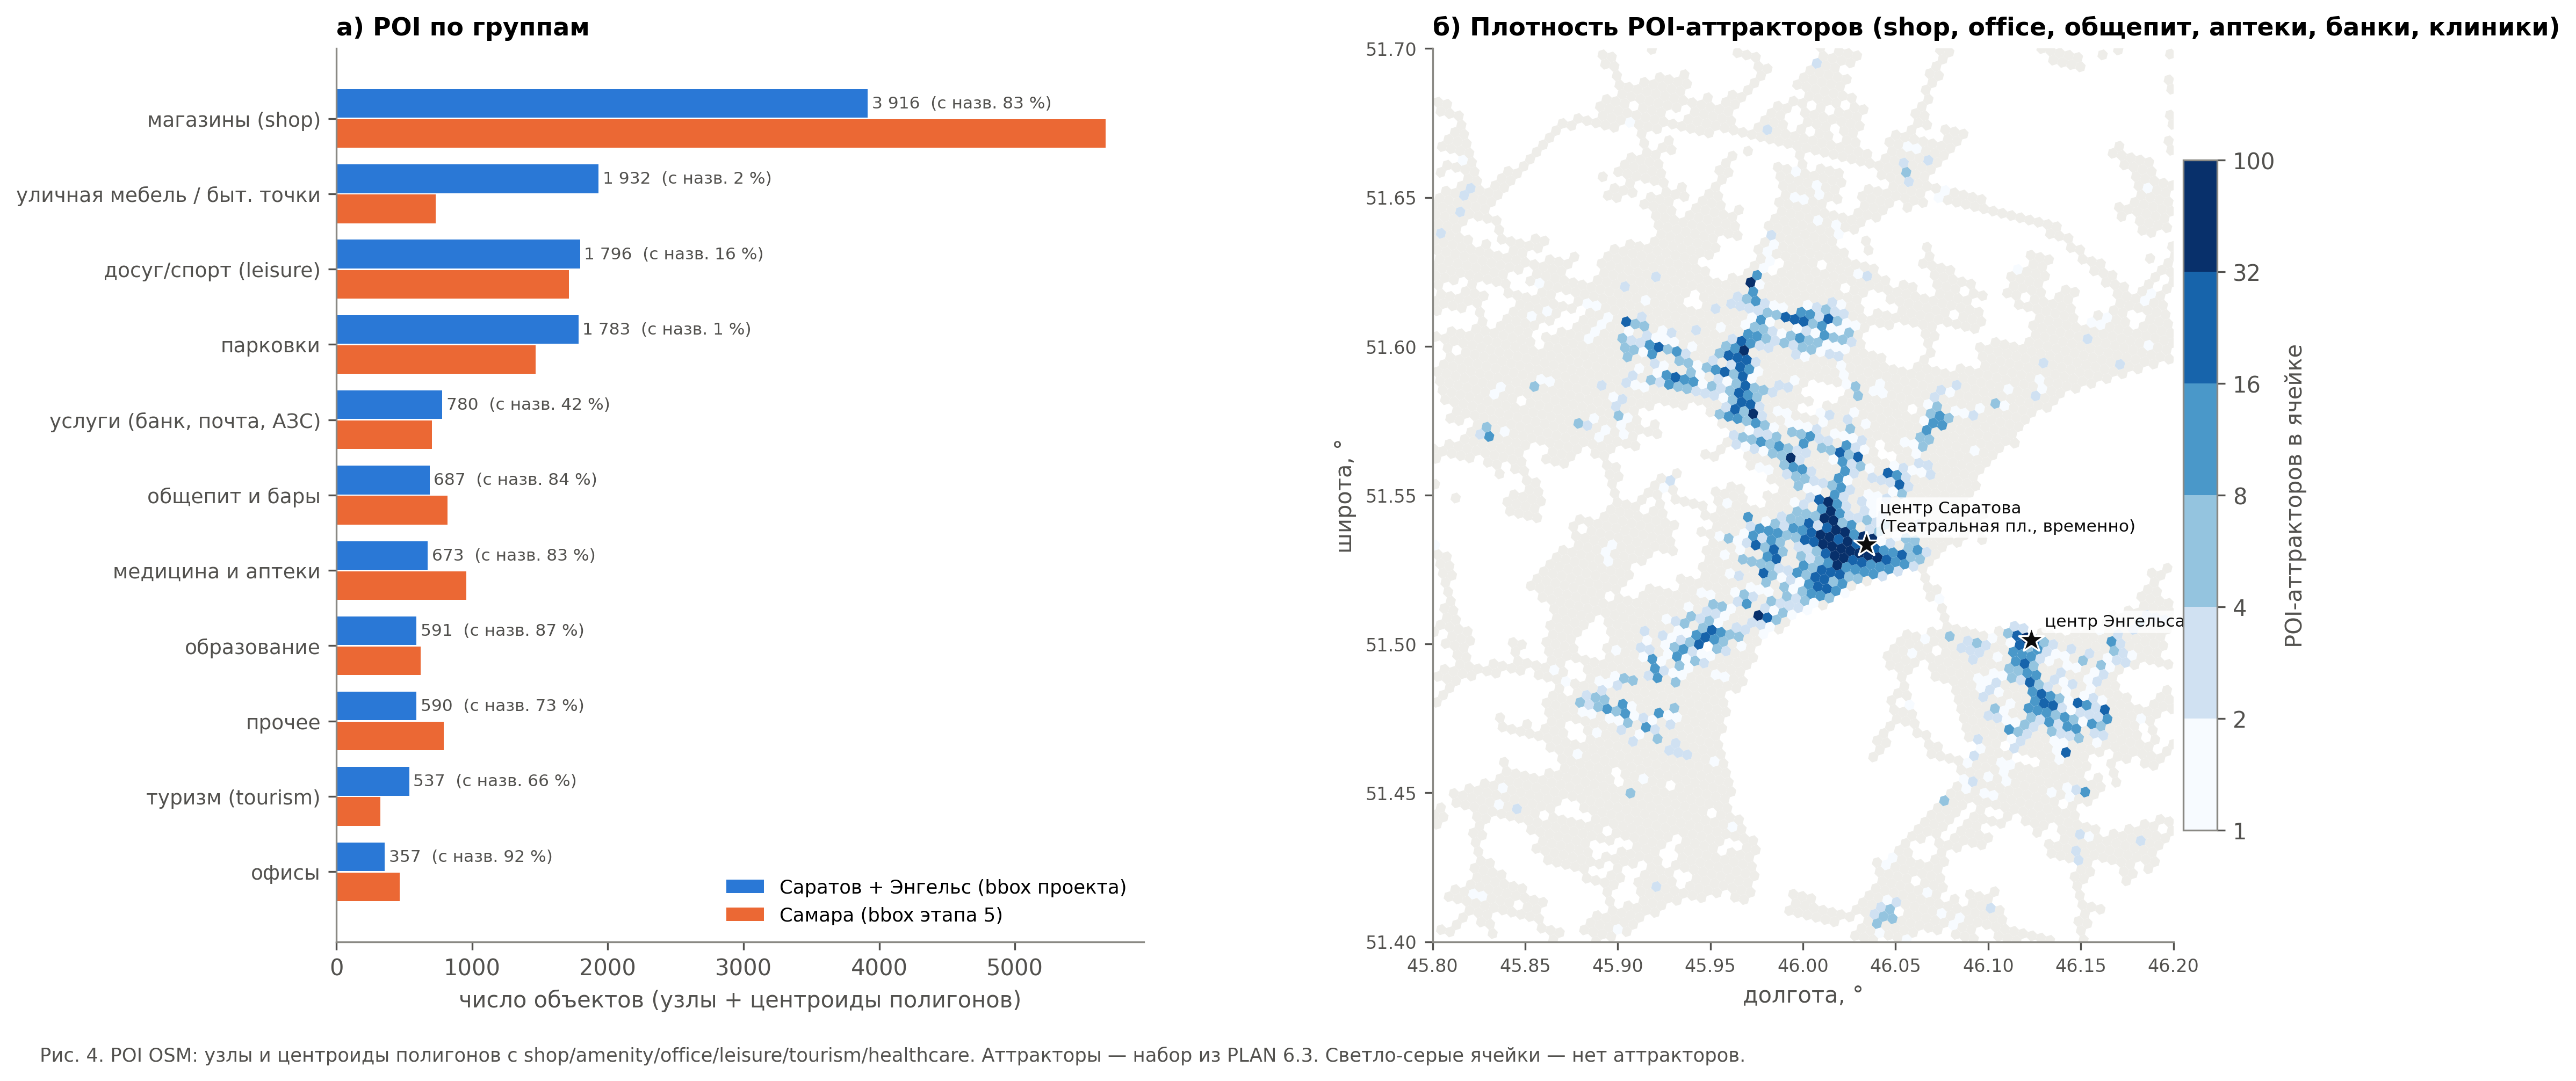 а) POI по группам
магазины (shop)
3 916 (с назв. 83 %)
уличная мебель / быт. точки
1 932 (с назв. 2 %)
досуг/спорт (leisure)
1 796 (с назв. 16 %)
парковки
1 783 (с назв. 1 %)
услуги (банк, почта, АЗС)
780 (с назв. 42 %)
общепит и бары
687 (с назв. 84 %)
медицина и аптеки
673 (с назв. 83 %)
образование
591 (с назв. 87 %)
прочее
590 (с назв. 73 %)
туризм (tourism)
537 (с назв. 66 %)
офисы
357 (с назв. 92 %)
Саратов + Энгельс (bbox проекта)
Самара (bbox этапа 5)
0 1000 2000 3000 4000 5000
число объектов (узлы + центроиды полигонов)
б) Плотность POI-аттракторов (shop, office, общепит, аптеки, банки, клиники)
51.70
51.65
51.60
51.55
51.50
51.45
51.40
широта, °
центр Саратова
(Театральная пл., временно)
центр Энгельса
45.80 45.85 45.90 45.95 46.00 46.05 46.10 46.15 46.20
долгота, °
100
32
16
8
4
2
1
POI-аттракторов в ячейке
Рис. 4. POI OSM: узлы и центроиды полигонов с shop/amenity/office/leisure/tourism/healthcare. Аттракторы — набор из PLAN 6.3. Светло-серые ячейки — нет аттракторов.